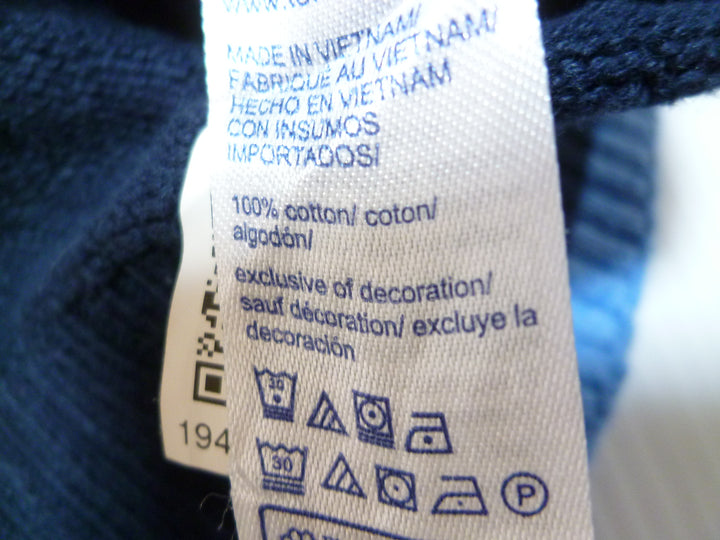 MADE IN VIETNAM/
FABRIQUÉ AU VIETNAM/
HECHO EN VIETNAM
CON INSUMOS
IMPORTADOS/
100% cotton/ coton/
algodón/
exclusive of decoration/
sauf décoration/ excluye la
decoración
30
194
30
P